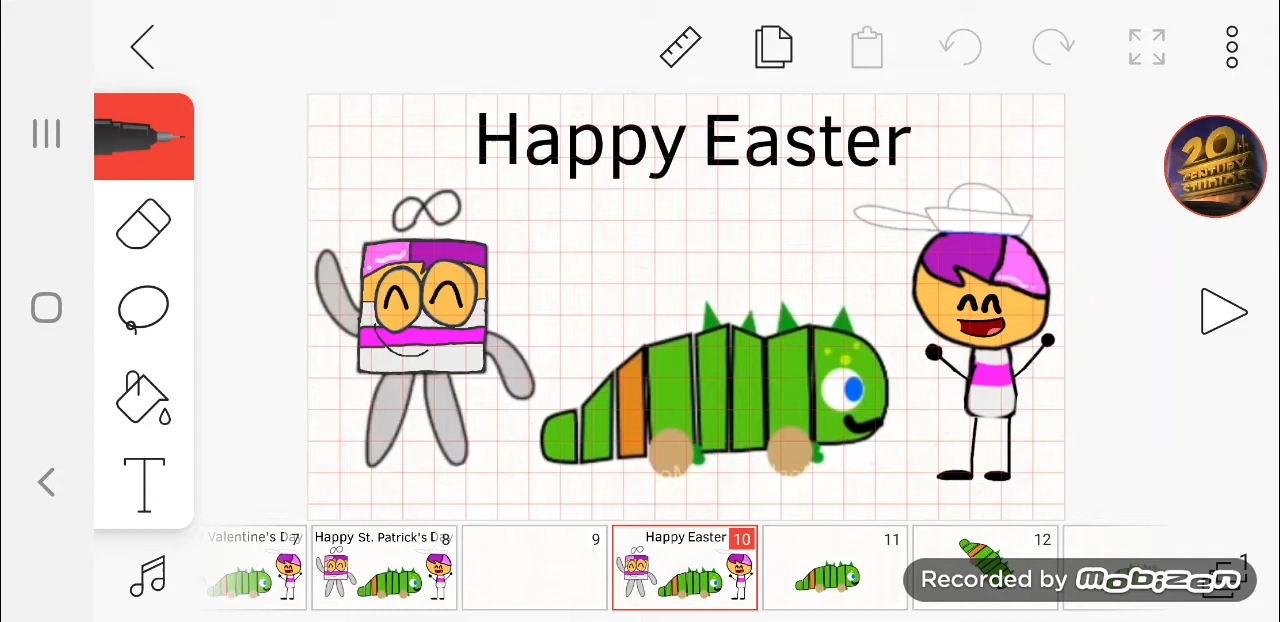 Happy Easter
20th
CENTURY
STUDIOS
Valentine's Day 7
Happy St. Patrick's Day 8
9
Happy Easter 10
11
12
1
Recorded by mobizen